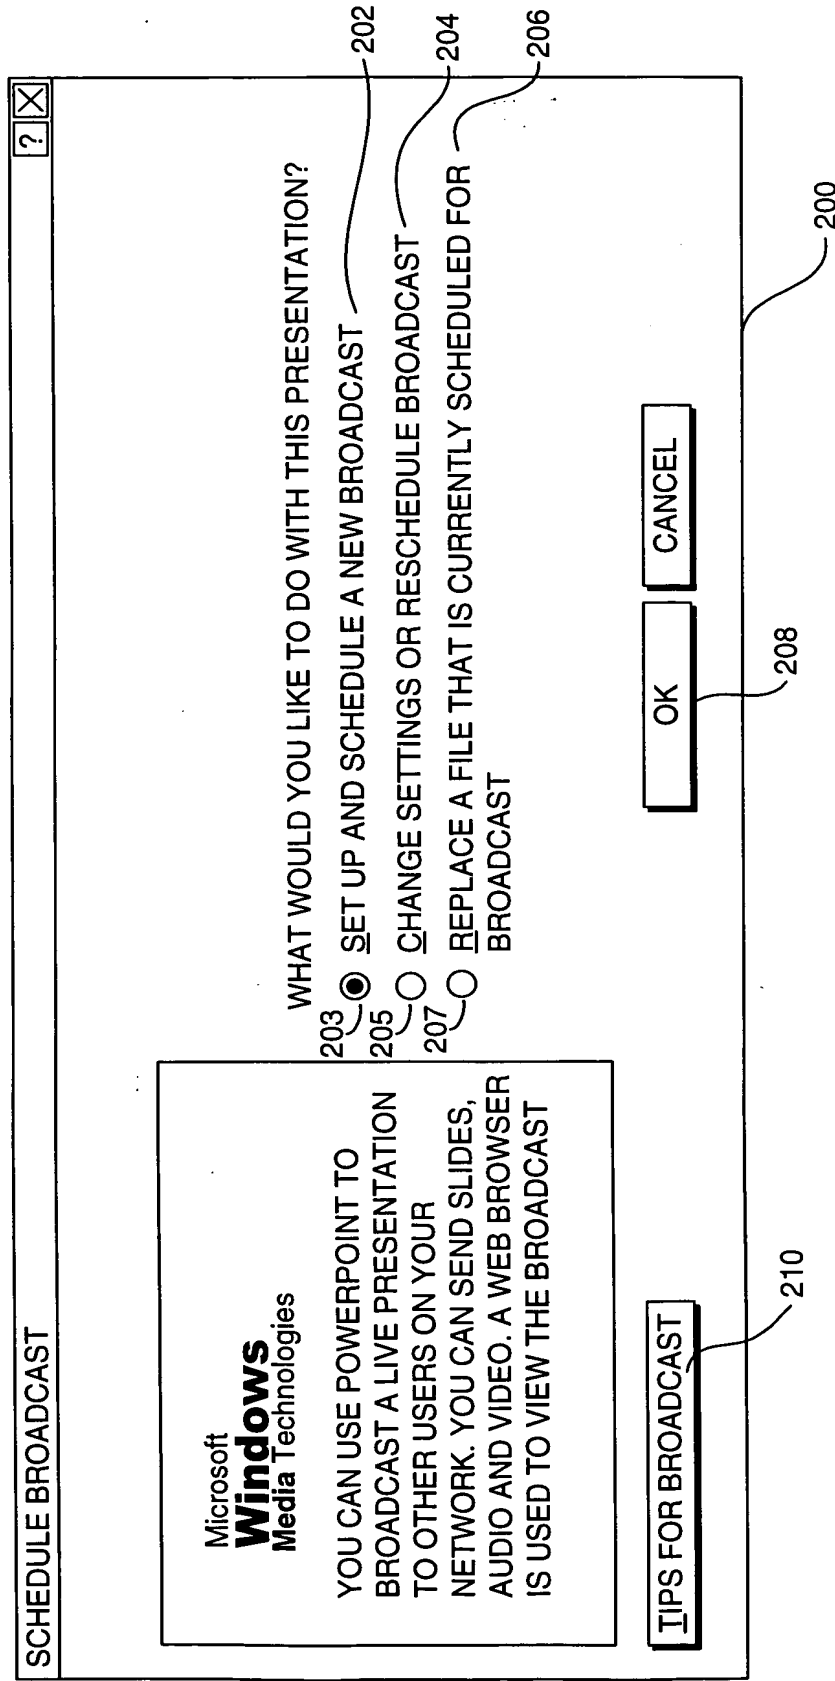 SCHEDULE BROADCAST
? X
Microsoft
Windows
Media Technologies
YOU CAN USE POWERPOINT TO
BROADCAST A LIVE PRESENTATION
TO OTHER USERS ON YOUR
NETWORK. YOU CAN SEND SLIDES,
AUDIO AND VIDEO. A WEB BROWSER
IS USED TO VIEW THE BROADCAST
WHAT WOULD YOU LIKE TO DO WITH THIS PRESENTATION?
203 SET UP AND SCHEDULE A NEW BROADCAST 202
205 CHANGE SETTINGS OR RESCHEDULE BROADCAST 204
207 REPLACE A FILE THAT IS CURRENTLY SCHEDULED FOR 206
BROADCAST
TIPS FOR BROADCAST
210
OK
208
CANCEL
200